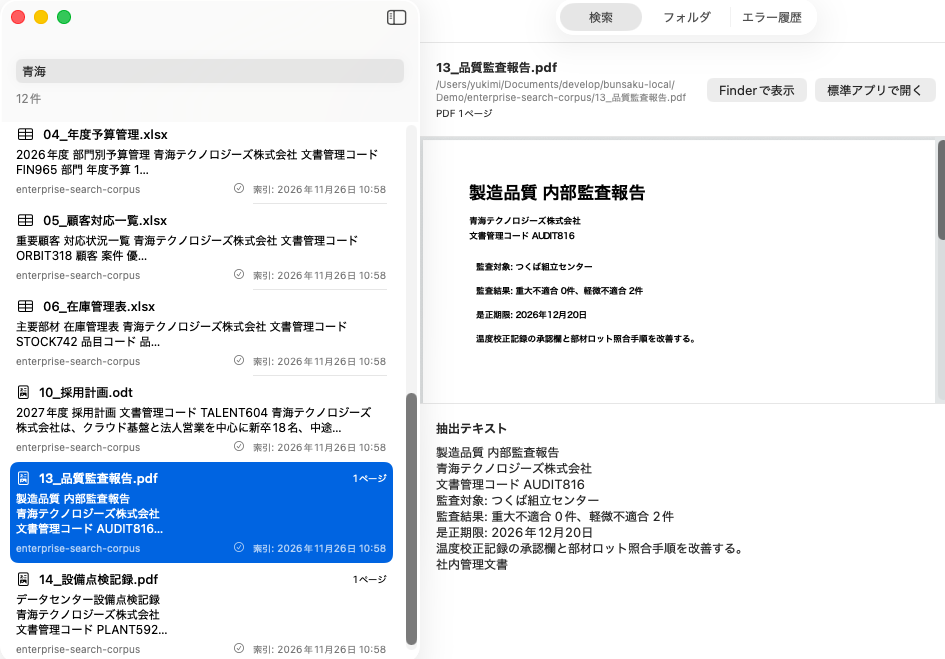 青海
12件
04_年度予算管理.xlsx
2026年度 部門別予算管理 青海テクノロジーズ株式会社 文書管理コード
FIN965 部門 年度予算 1...
enterprise-search-corpus
索引: 2026年11月26日 10:58
05_顧客対応一覧.xlsx
重要顧客 対応状況一覧 青海テクノロジーズ株式会社 文書管理コード
ORBIT318 顧客 案件 優...
enterprise-search-corpus
索引: 2026年11月26日 10:58
06_在庫管理表.xlsx
主要部材 在庫管理表 青海テクノロジーズ株式会社 文書管理コード
STOCK742 品目コード 品...
enterprise-search-corpus
索引: 2026年11月26日 10:58
10_採用計画.odt
2027年度 採用計画 文書管理コード TALENT604 青海テクノロジーズ
株式会社は、クラウド基盤と法人営業を中心に新卒18名、中途...
enterprise-search-corpus
索引: 2026年11月26日 10:58
13_品質監査報告.pdf
1ページ
製造品質 内部監査報告
青海テクノロジーズ株式会社
文書管理コード AUDIT816...
enterprise-search-corpus
索引: 2026年11月26日 10:58
14_設備点検記録.pdf
1ページ
データセンター設備点検記録
青海テクノロジーズ株式会社
文書管理コード PLANT592...
enterprise-search-corpus
索引: 2026年11月26日 10:58
検索
フォルダ
エラー履歴
13_品質監査報告.pdf
/Users/yukimi/Documents/develop/bunsaku-local/
Demo/enterprise-search-corpus/13_品質監査報告.pdf
PDF 1ページ
Finderで表示
標準アプリで開く
製造品質 内部監査報告
青海テクノロジーズ株式会社
文書管理コード AUDIT816
監査対象: つくば組立センター
監査結果: 重大不適合 0件、軽微不適合 2件
是正期限: 2026年12月20日
温度校正記録の承認欄と部材ロット照合手順を改善する。
抽出テキスト
製造品質 内部監査報告
青海テクノロジーズ株式会社
文書管理コード AUDIT816
監査対象: つくば組立センター
監査結果: 重大不適合 0件、軽微不適合 2件
是正期限: 2026年12月20日
温度校正記録の承認欄と部材ロット照合手順を改善する。
社内管理文書